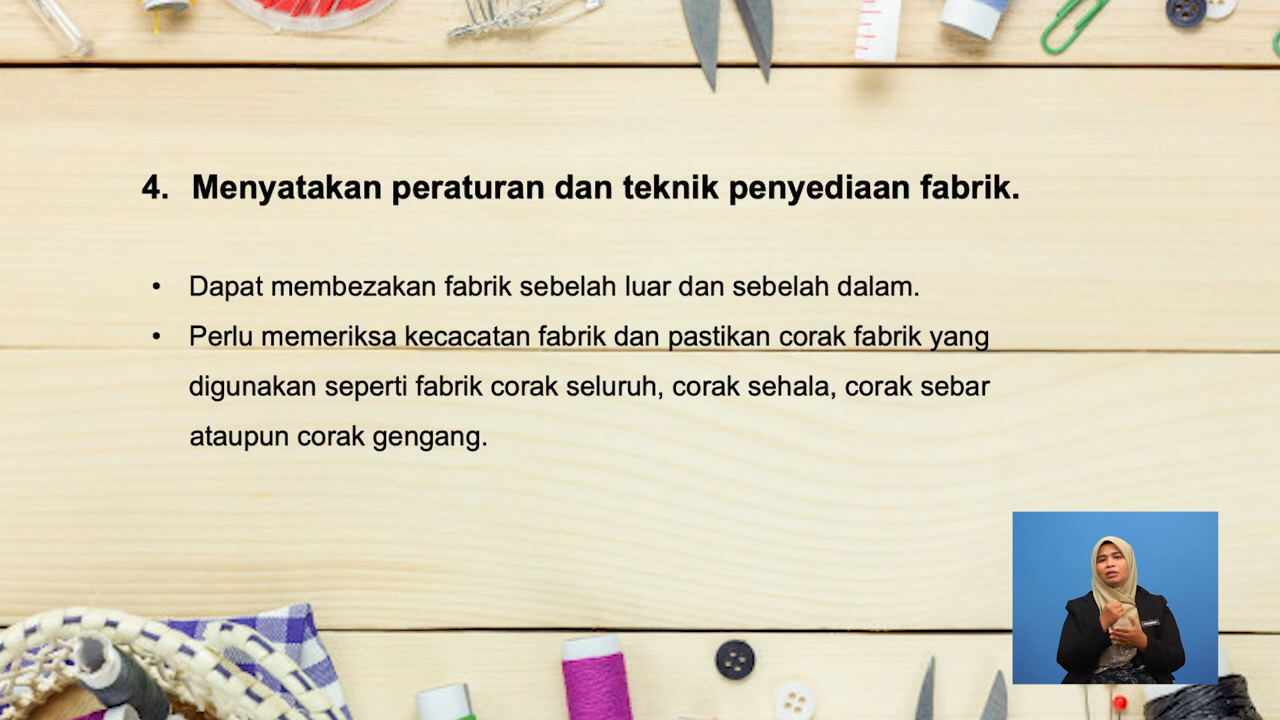 4. Menyatakan peraturan dan teknik penyediaan fabrik.
• Dapat membezakan fabrik sebelah luar dan sebelah dalam.
• Perlu memeriksa kecacatan fabrik dan pastikan corak fabrik yang
digunakan seperti fabrik corak seluruh, corak sehala, corak sebar
ataupun corak gengang.